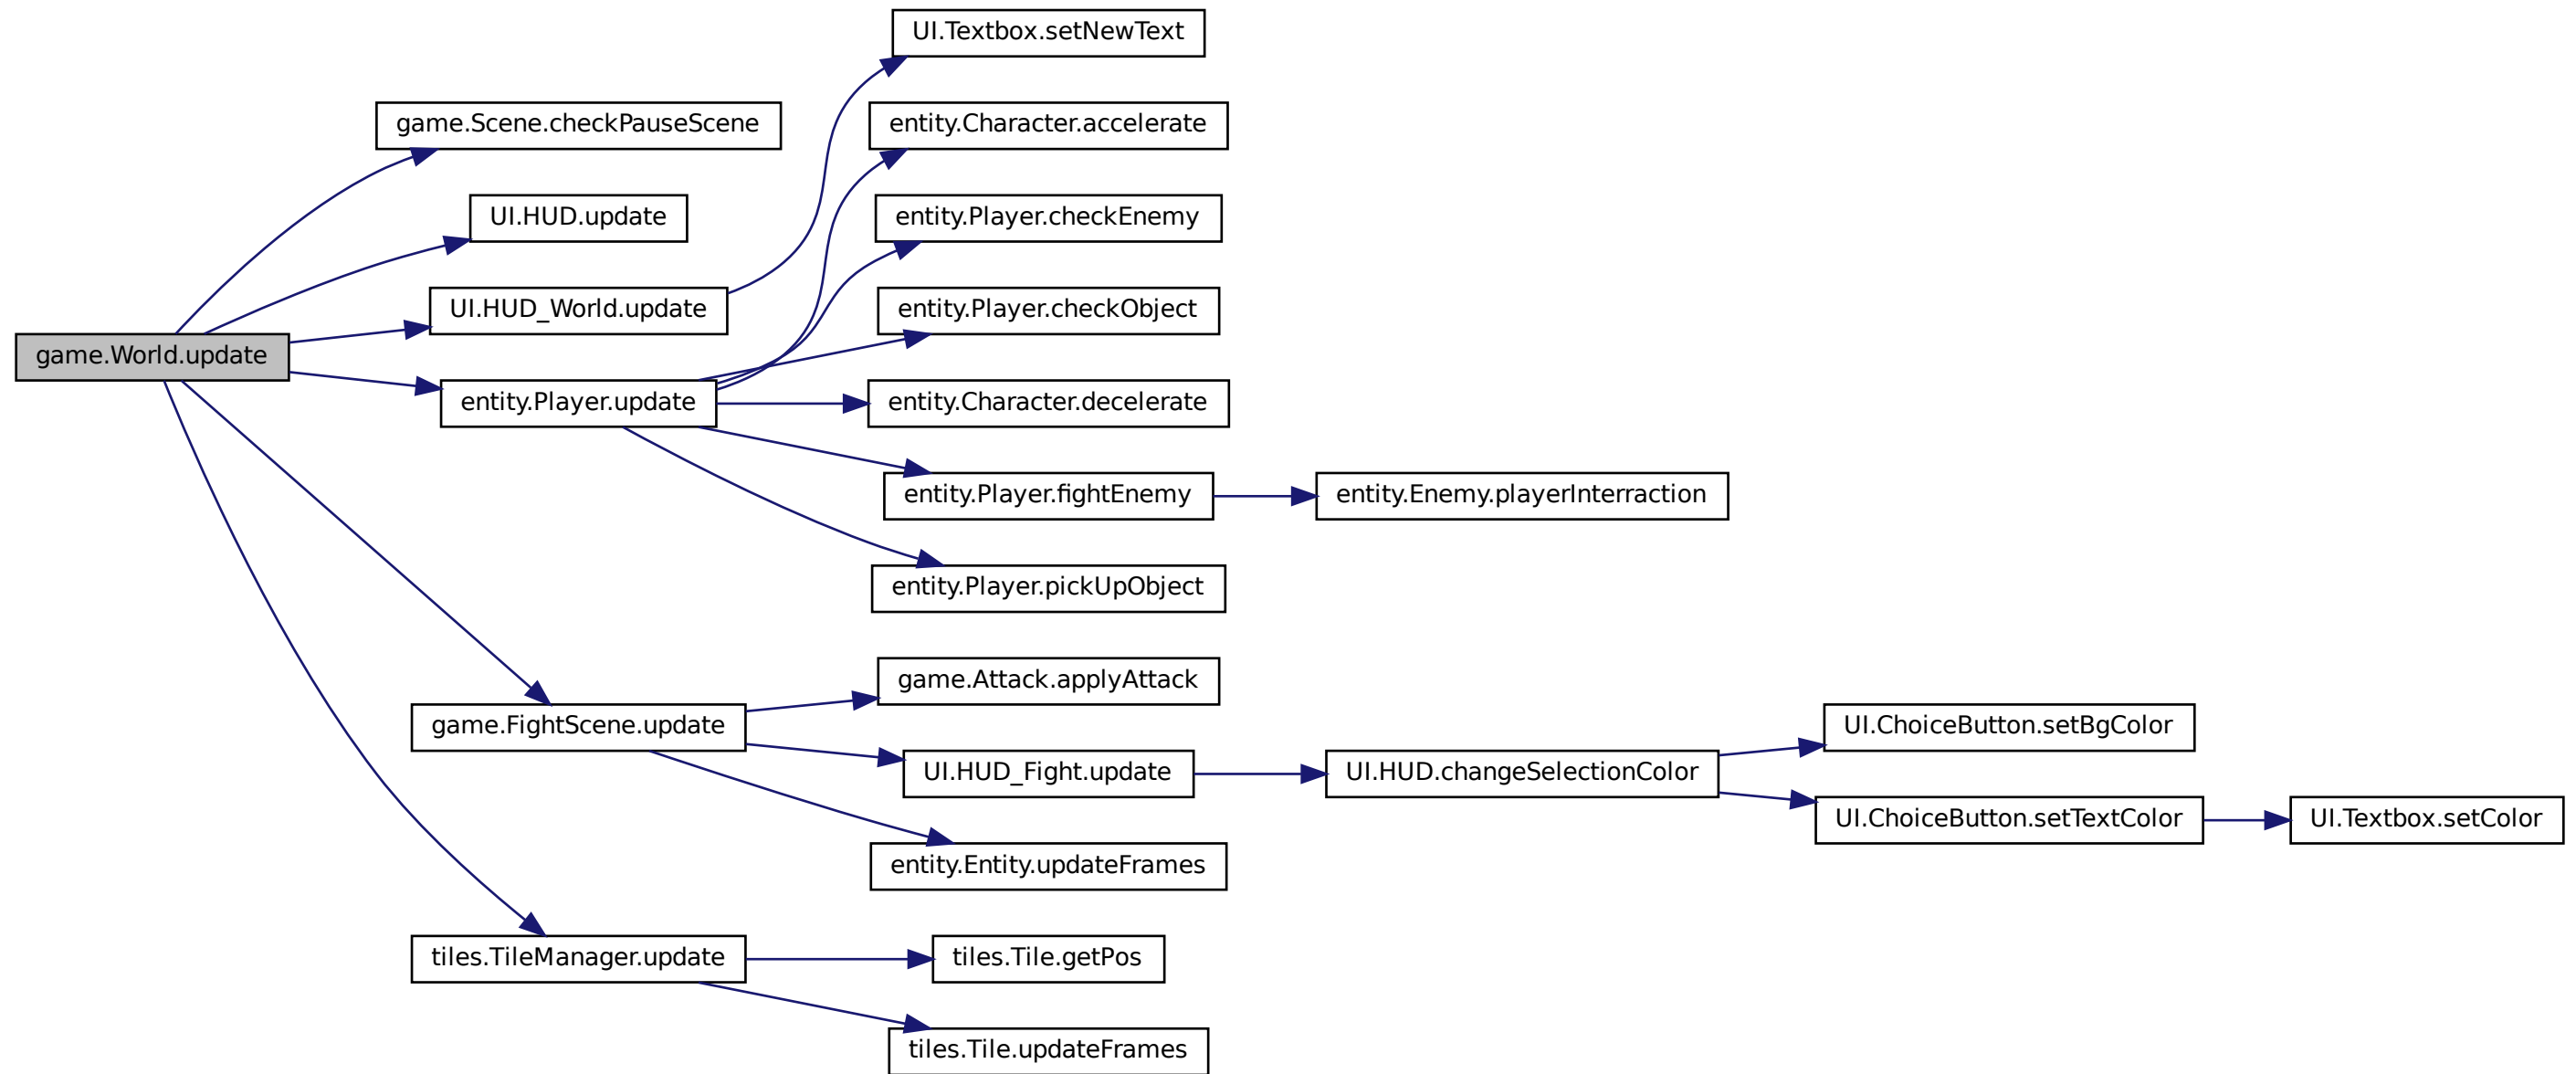 UI.Textbox.setNewText
game.Scene.checkPauseScene
entity.Character.accelerate
UI.HUD.update
entity.Player.checkEnemy
UI.HUD_World.update
entity.Player.checkObject
game.World.update
entity.Player.update
entity.Character.decelerate
entity.Player.fightEnemy
entity.Enemy.playerInterraction
entity.Player.pickUpObject
game.Attack.applyAttack
game.FightScene.update
UI.ChoiceButton.setBgColor
UI.HUD_Fight.update
UI.HUD.changeSelectionColor
UI.ChoiceButton.setTextColor
UI.Textbox.setColor
entity.Entity.updateFrames
tiles.TileManager.update
tiles.Tile.getPos
tiles.Tile.updateFrames